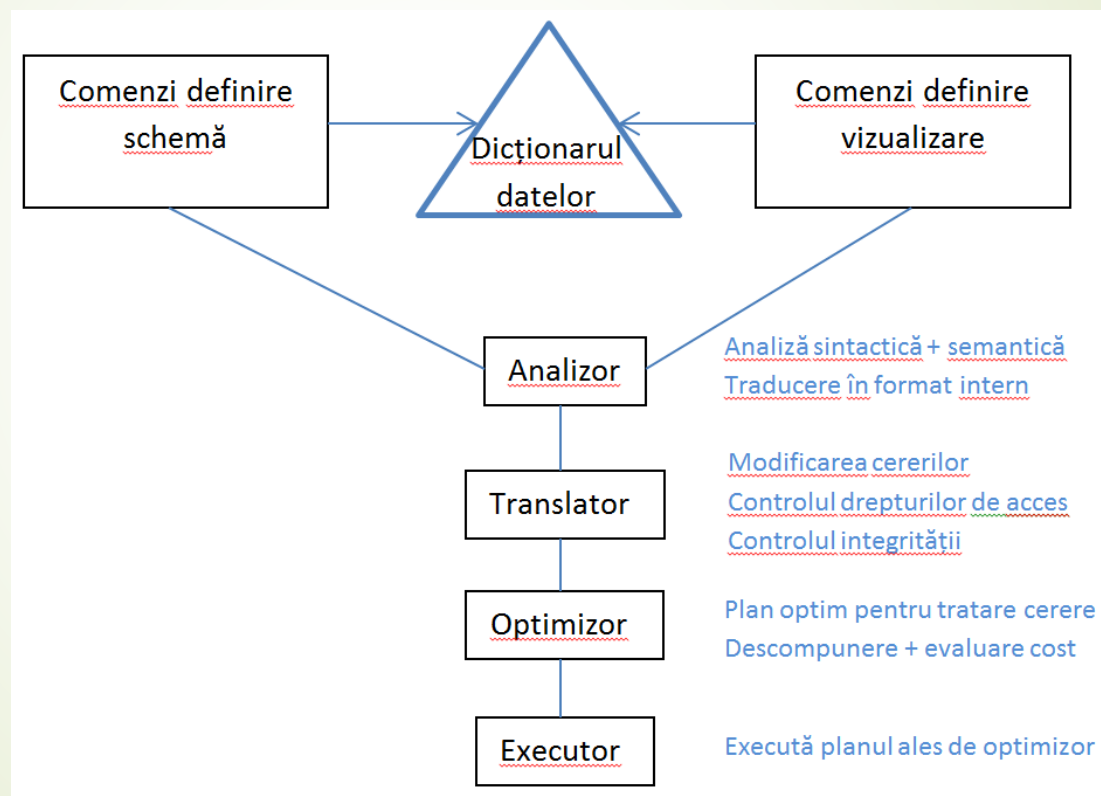 Comenzi definire
schemă
Dicționarul
datelor
Comenzi definire
vizualizare
Analizor
Analiză sintactică + semantică
Traducere în format intern
Translator
Modificarea cererilor
Controlul drepturilor de acces
Controlul integrității
Optimizor
Plan optim pentru tratare cerere
Descompunere + evaluare cost
Executor
Execută planul ales de optimizor